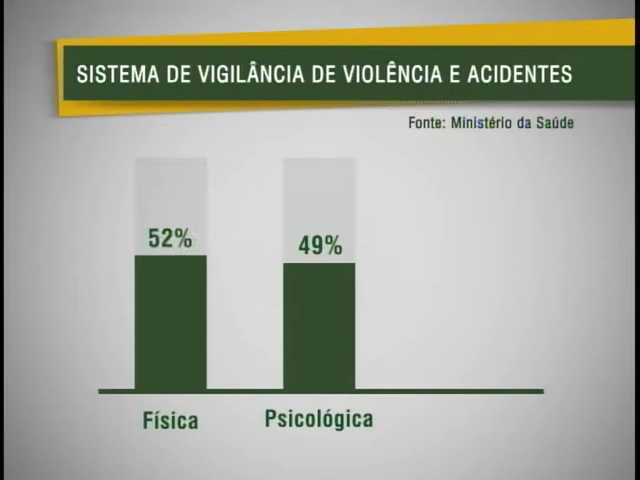 SISTEMA DE VIGILÂNCIA DE VIOLÊNCIA E ACIDENTES
Fonte: Ministério da Saúde
52%
49%
Física
Psicológica